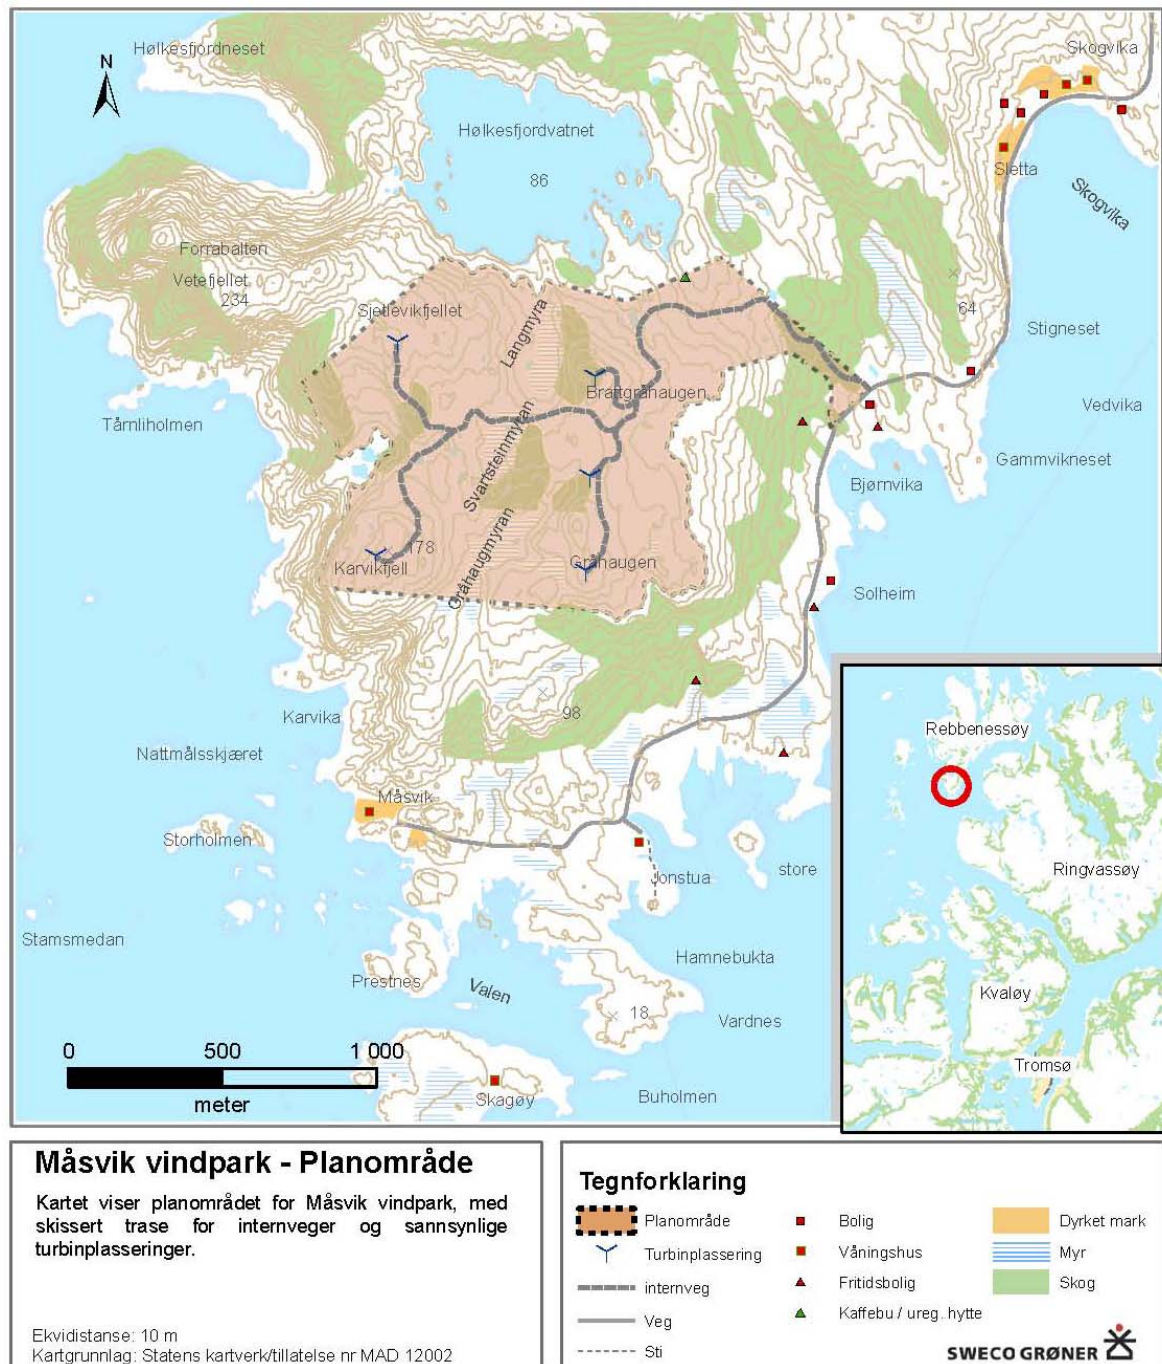 Hølkesfjordneset
Skogvika
N
Hølkesfjordvatnet
86
Sletta
Skogvika
Forrabalten
Vetefjellet
234
Sjetlevikfjellet
Langmyra
64
Stigneset
Brattgråhaugen
Vedvika
Tårnliholmen
Svartsteinmyran
Gammvikneset
Bjørnvika
178
Karvikfjell
Gråhaugmyran
Gråhaugen
Solheim
Karvika
98
Nattmålsskjæret
Rebbenessøy
Måsvik
Storholmen
Jonstua
store
Ringvassøy
Stamsmedan
Hamnebukta
Prestnes
Valen
Kvaløy
18
Vardnes
0 500 1 000
meter
Tromsø
Skagøy
Buholmen
Måsvik vindpark - Planområde
Kartet viser planområdet for Måsvik vindpark, med
skissert trase for internveger og sannsynlige
turbinplasseringer.
Ekvidistanse: 10 m
Kartgrunnlag: Statens kartverk/tillatelse nr MAD 12002
Tegnforklaring
Planområde
Turbinplassering
internveg
Veg
Sti
Bolig
Våningshus
Fritidsbolig
Kaffebu / ureg. hytte
Dyrket mark
Myr
Skog
SWECO GRØNER